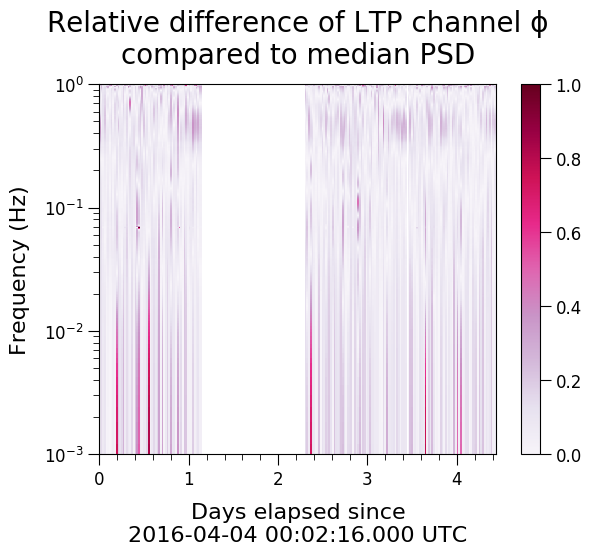 Relative difference of LTP channel ϕ
compared to median PSD
10⁰
10⁻¹
10⁻²
10⁻³
Frequency (Hz)
0 1 2 3 4
Days elapsed since
2016-04-04 00:02:16.000 UTC
1.0
0.8
0.6
0.4
0.2
0.0